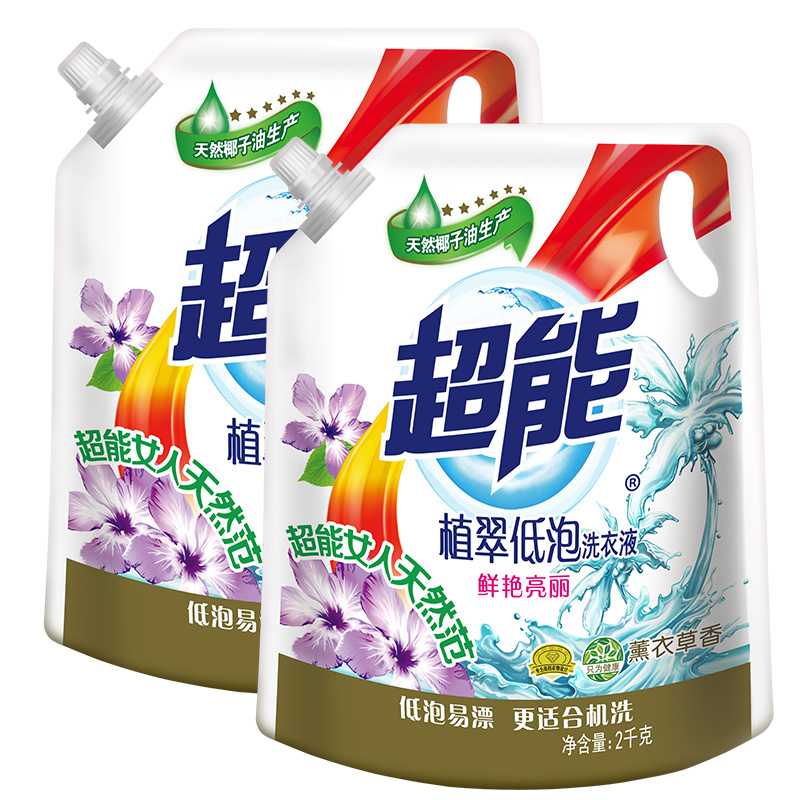 天然椰子油生产
超
植
超能女人天然范
低泡易漂
天然椰子油生产
超能
®
植翠低泡洗衣液
鲜艳亮丽
超能女人天然范
只为健康
薰衣草香
低泡易漂 更适合机洗
净含量:2千克